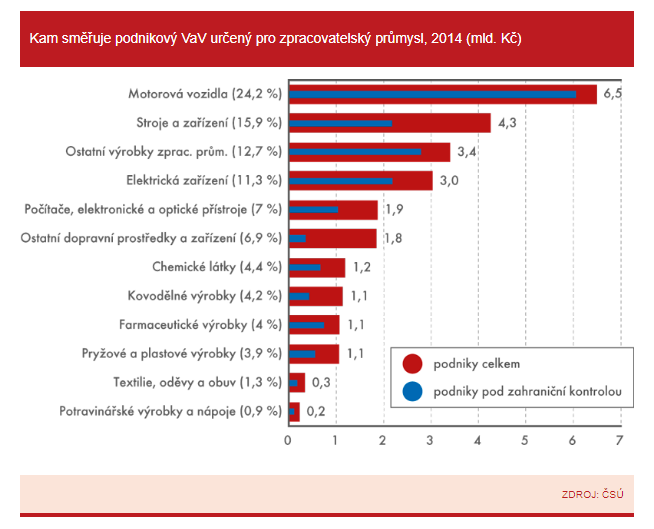 Kam směřuje podnikový VaV určený pro zpracovatelský průmysl, 2014 (mld. Kč)
Motorová vozidla (24,2 %) 6,5
Stroje a zařízení (15,9 %) 4,3
Ostatní výrobky zprac. prům. (12,7 %) 3,4
Elektrická zařízení (11,3 %) 3,0
Počítače, elektronické a optické přístroje (7 %) 1,9
Ostatní dopravní prostředky a zařízení (6,9 %) 1,8
Chemické látky (4,4 %) 1,2
Kovodělné výrobky (4,2 %) 1,1
Farmaceutické výrobky (4 %) 1,1
Pryžové a plastové výrobky (3,9 %) 1,1
Textilie, oděvy a obuv (1,3 %) 0,3
Potravinářské výrobky a nápoje (0,9 %) 0,2
podniky celkem
podniky pod zahraniční kontrolou
0 1 2 3 4 5 6 7
ZDROJ: ČSÚ